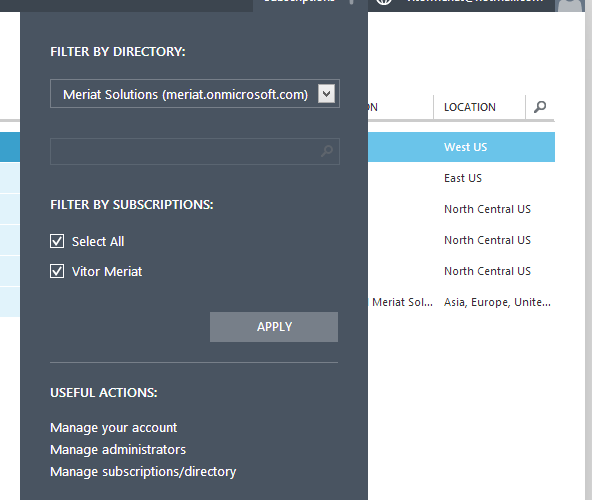 FILTER BY DIRECTORY:
Meriat Solutions (meriat.onmicrosoft.com)
FILTER BY SUBSCRIPTIONS:
Select All
Vitor Meriat
APPLY
USEFUL ACTIONS:
Manage your account
Manage administrators
Manage subscriptions/directory
ON LOCATION
West US
East US
North Central US
North Central US
North Central US
Meriat Sol... Asia, Europe, Unite...